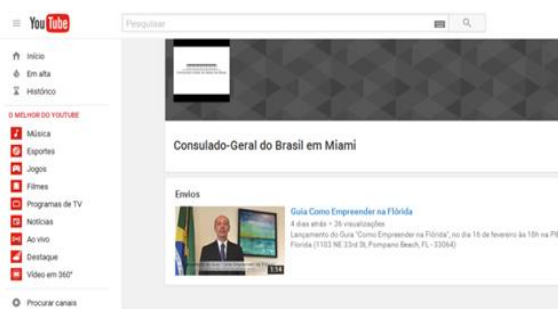 YouTube
Pesquisar
Início
Em alta
Histórico
O MELHOR DO YOUTUBE
Música
Esportes
Jogos
Filmes
Programas de TV
Notícias
Ao vivo
Destaque
Vídeo em 360°
Procurar canais
Consulado-Geral do Brasil em Miami
Envios
Guia Como Empreender na Flórida
4 dias atrás • 26 visualizações
Lançamento do Guia "Como Empreender na Flórida", no dia 16 de fevereiro às 18h na
Florida (1103 NE 33rd St, Pompano Beach, FL - 33064)
1:14